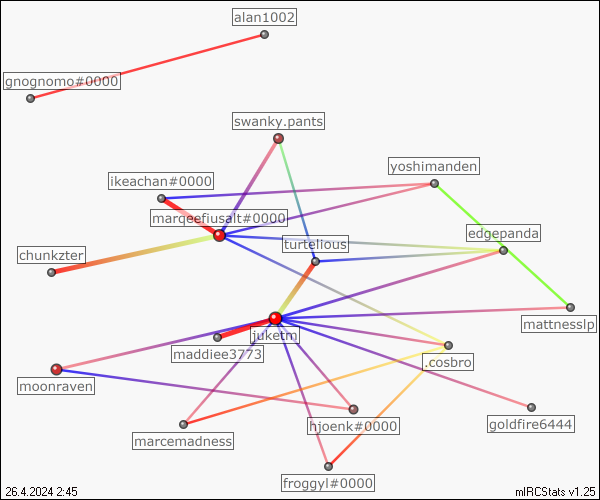 alan1002
gnognomo#0000
swanky.pants
yoshimanden
ikeachan#0000
marqeefiusalt#0000
edgepanda
turtelious
chunkzter
mattnesslp
juketm
maddiee3773
.cosbro
moonraven
goldfire6444
hjoenk#0000
marcemadness
froggyl#0000
26.4.2024 2:45
mIRCStats v1.25